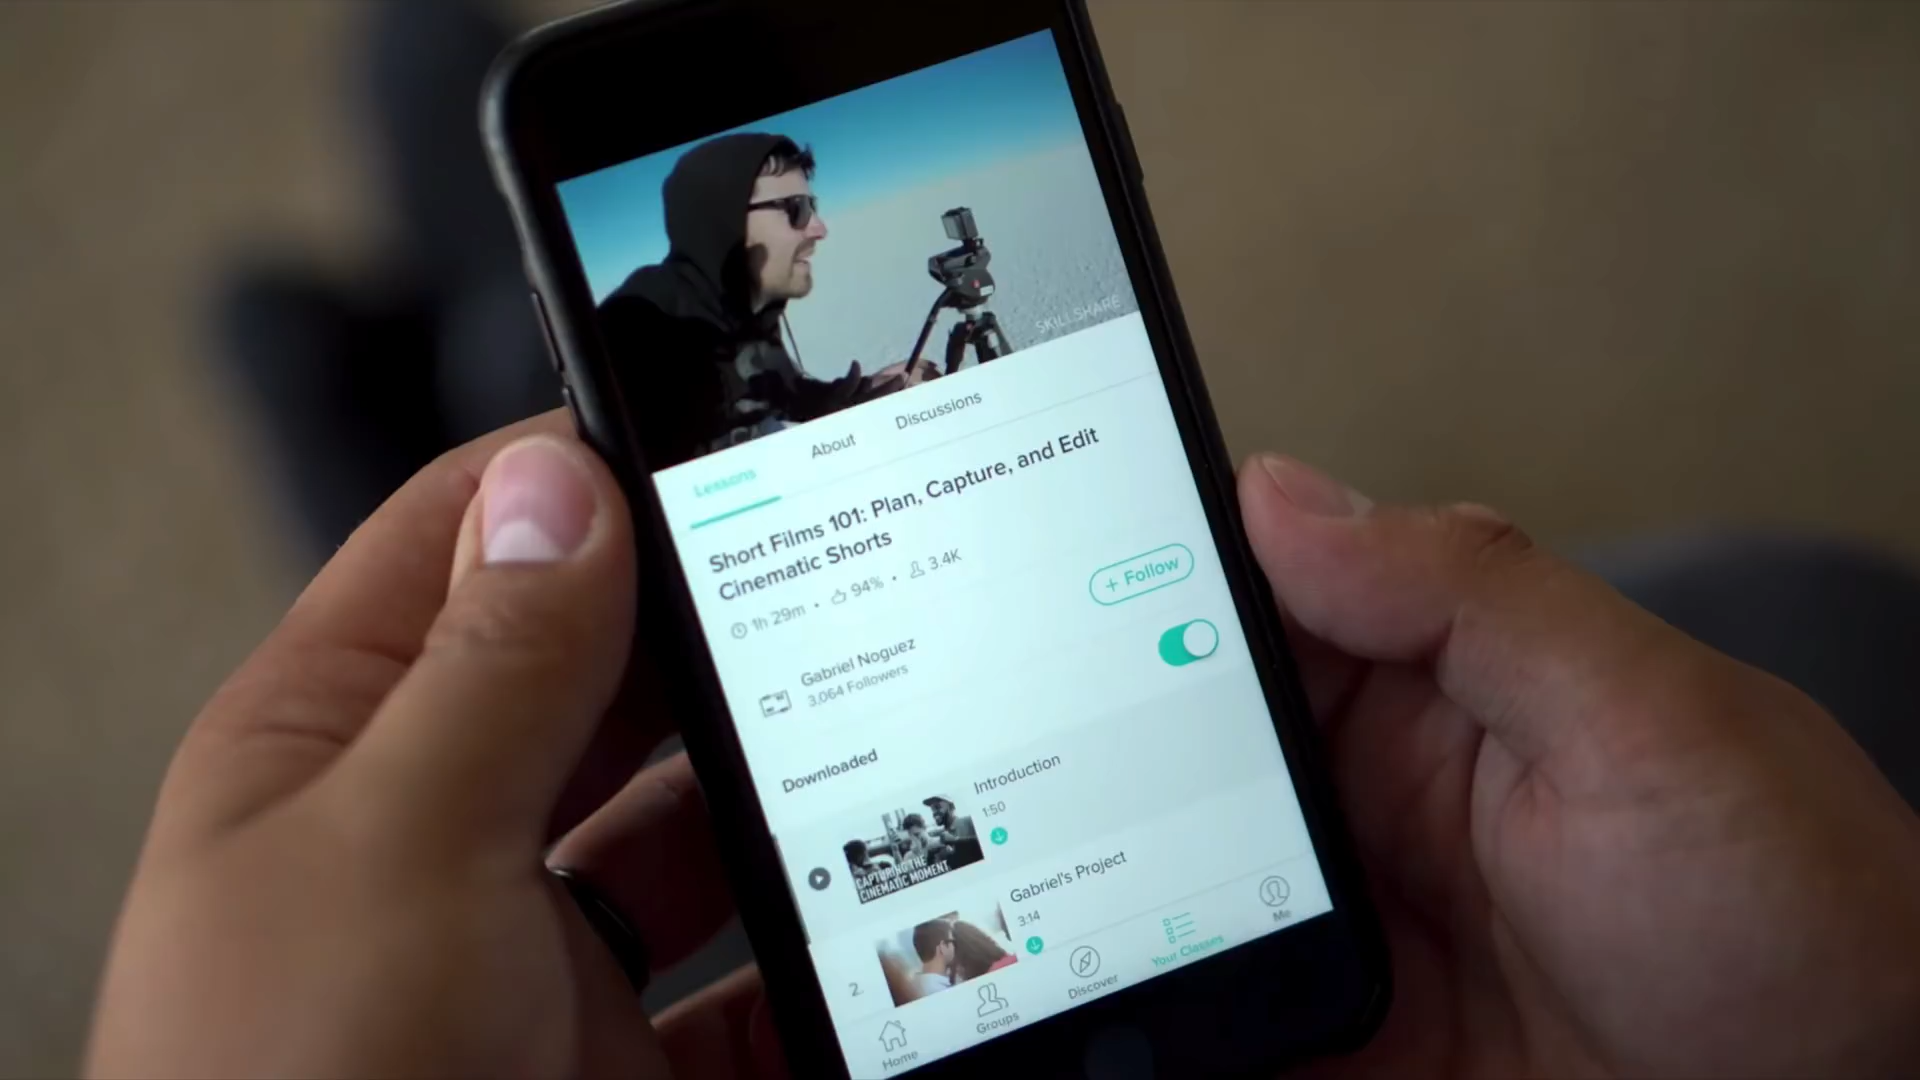 SKILLSHARE
Lessons
About
Discussions
Short Films 101: Plan, Capture, and Edit
Cinematic Shorts
1h 29m • 94% • 3.4K
+ Follow
Gabriel Noguez
3,064 Followers
Downloaded
CAPTURING THE
CINEMATIC MOMENT
Introduction
1:50
2.
Gabriel's Project
3:14
Home
Groups
Discover
Your Classes
Me